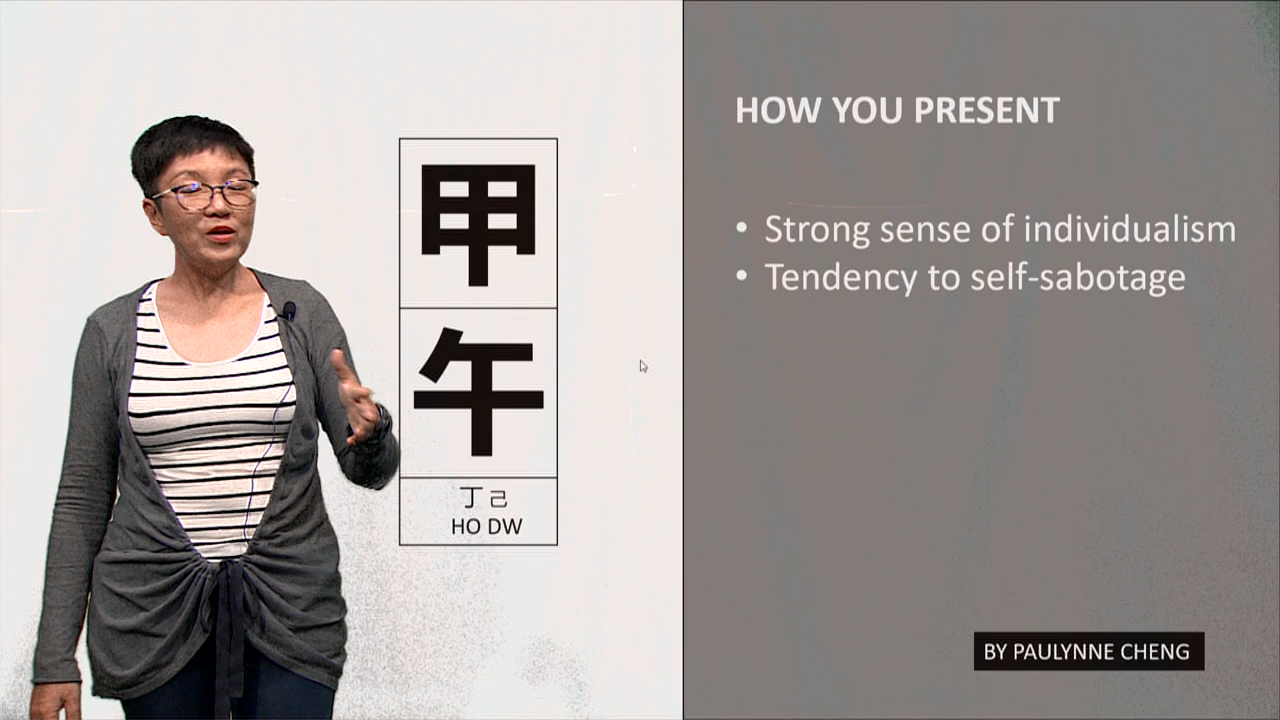 甲
午
丁己
HO DW
HOW YOU PRESENT
• Strong sense of individualism
• Tendency to self-sabotage
BY PAULYNNE CHENG